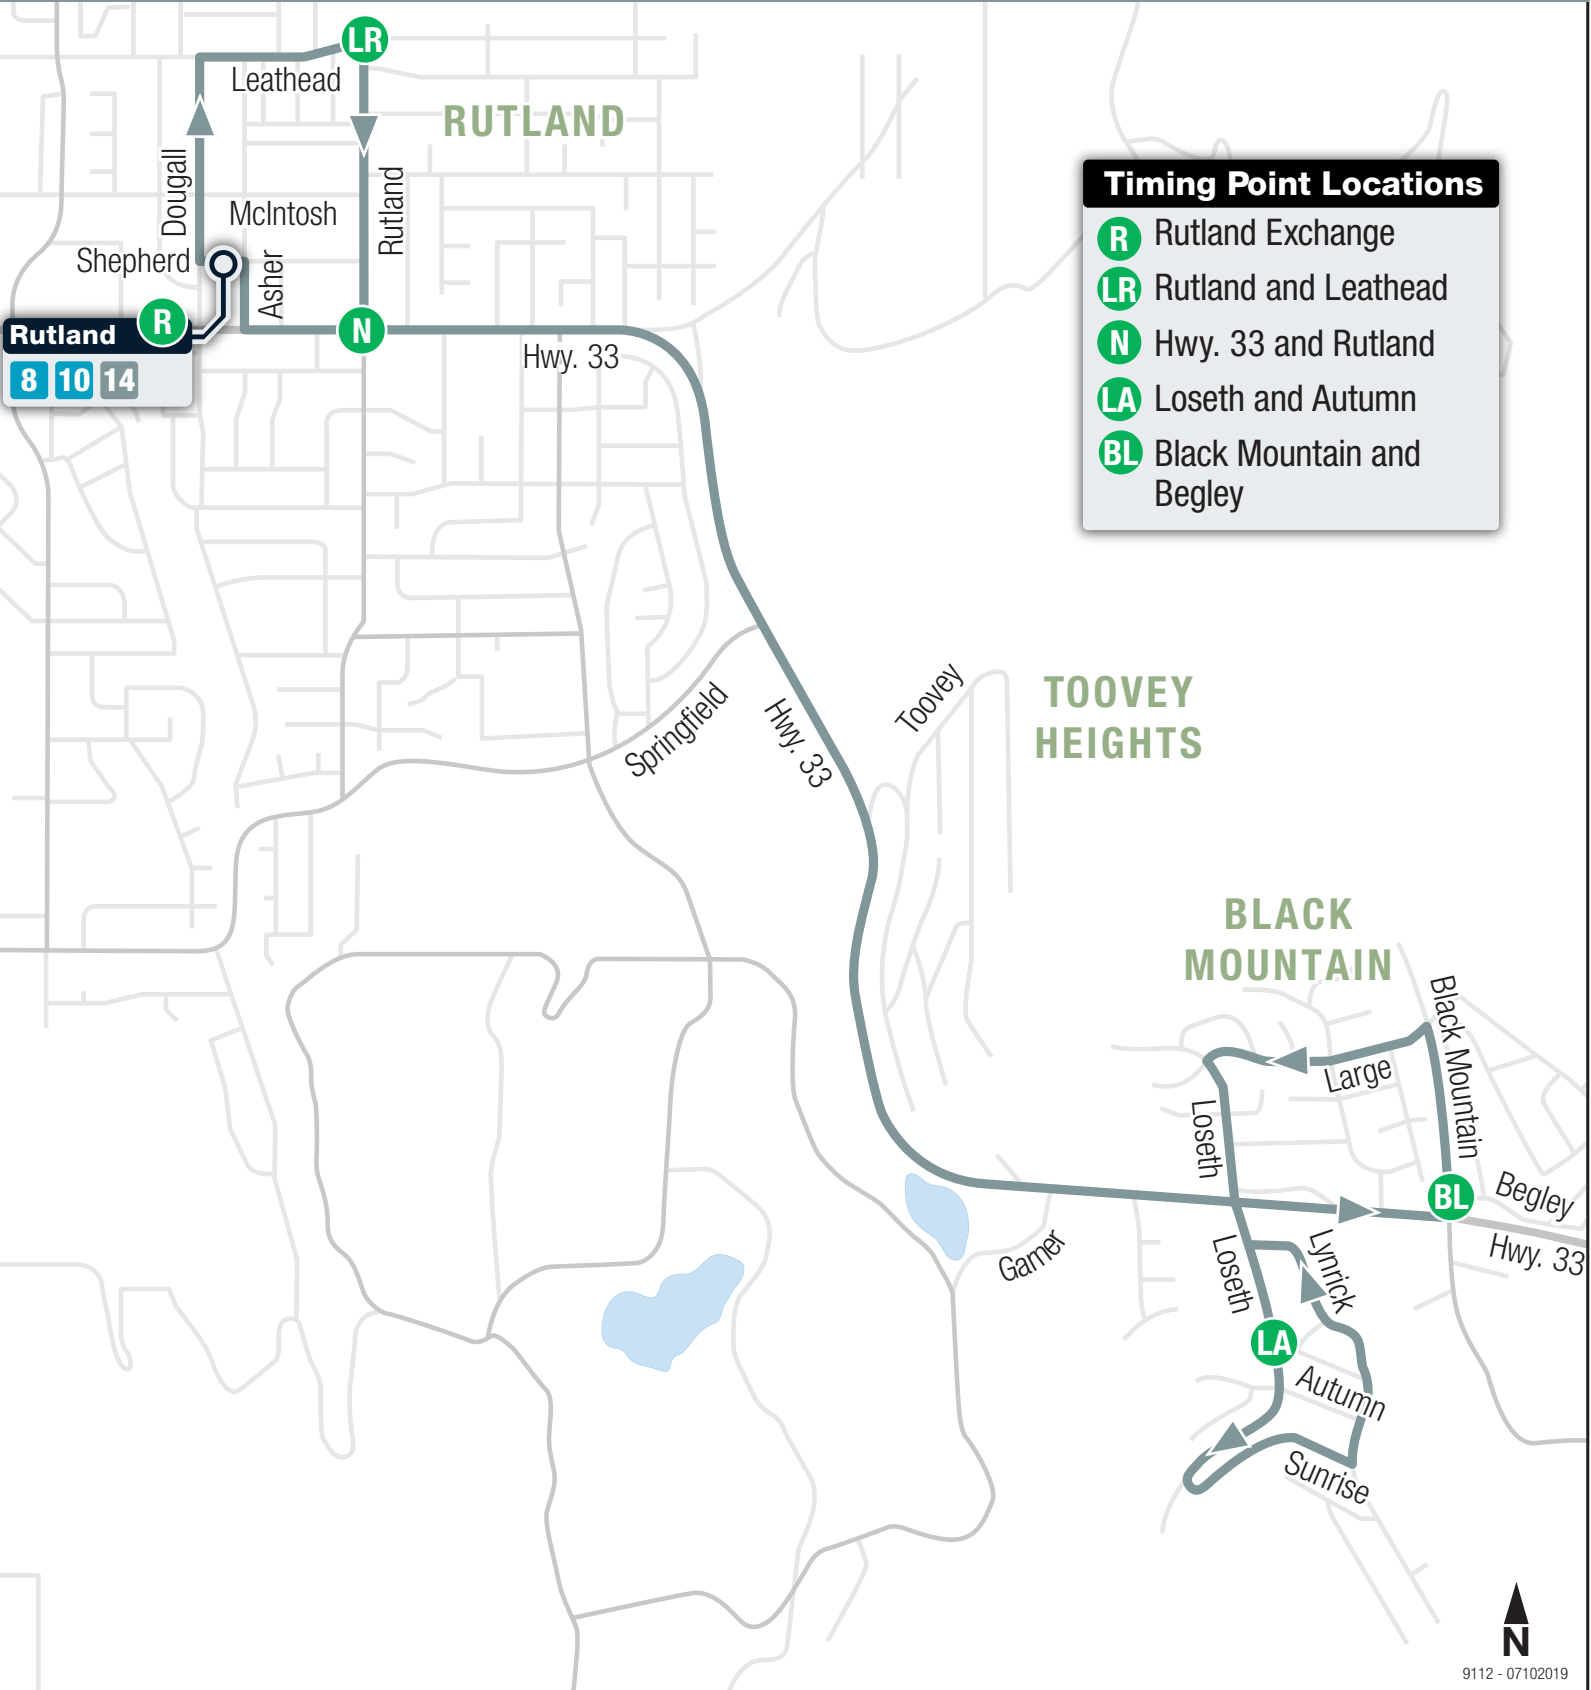 LR
Leathead
RUTLAND
Dougall
McIntosh
Rutland
Shepherd
Asher
R
Rutland
N
8 10 14
Hwy. 33
Timing Point Locations
R Rutland Exchange
LR Rutland and Leathead
N Hwy. 33 and Rutland
LA Loseth and Autumn
BL Black Mountain and
Begley
Springfield
Hwy. 33
Toovey
TOOVEY
HEIGHTS
BLACK
MOUNTAIN
Black Mountain
Large
Loseth
BL
Begley
Hwy. 33
Garner
Loseth
Lynrick
LA
Autumn
Sunrise
N
9112 - 07102019